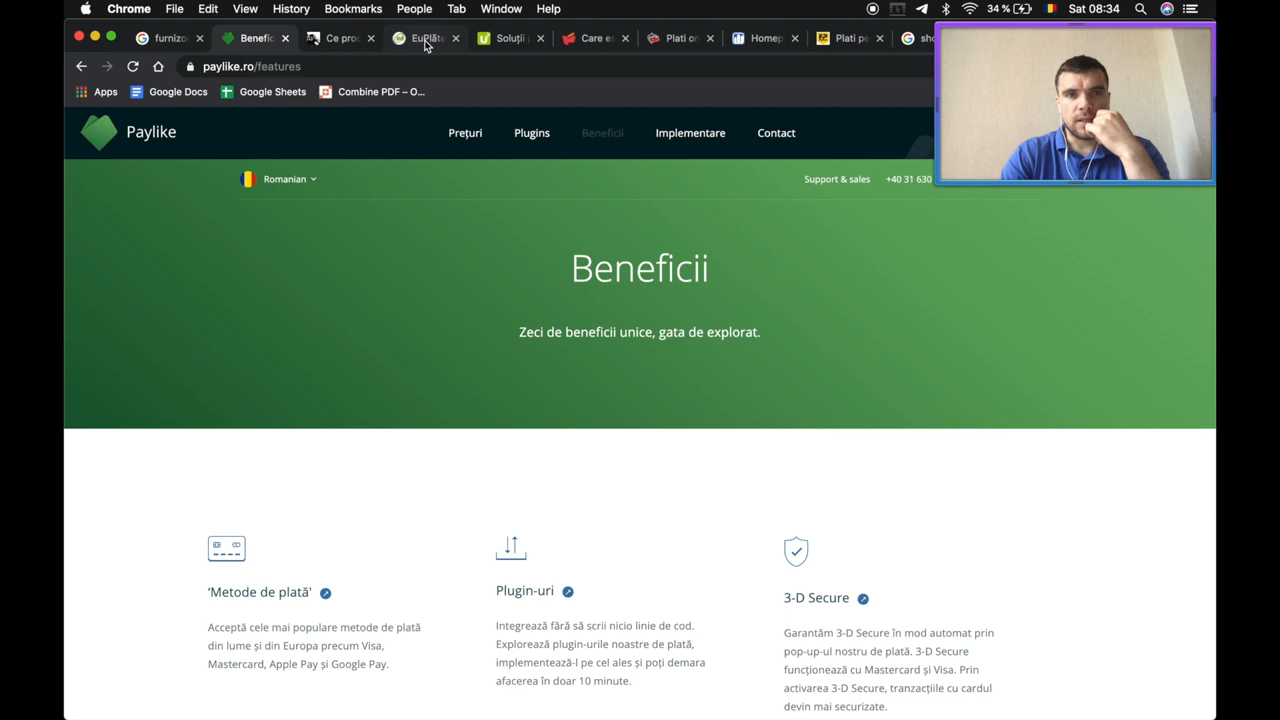 Chrome File Edit View History Bookmarks People Tab Window Help 34 % Sat 08:34
furnizo Benefic Ce pro EuPlăte Soluții Care es Plati on Homep Plati pe sho
paylike.ro/features
Apps Google Docs Google Sheets Combine PDF – O...
Paylike Prețuri Plugins Beneficii Implementare Contact
Romanian Support & sales +40 31 630
Beneficii
Zeci de beneficii unice, gata de explorat.
‘Metode de plată'
Acceptă cele mai populare metode de plată
din lume și din Europa precum Visa,
Mastercard, Apple Pay și Google Pay.
Plugin-uri
Integrează fără să scrii nicio linie de cod.
Explorează plugin-urile noastre de plată,
implementează-l pe cel ales și poți demara
afacerea în doar 10 minute.
3-D Secure
Garantăm 3-D Secure în mod automat prin
pop-up-ul nostru de plată. 3-D Secure
funcționează cu Mastercard și Visa. Prin
activarea 3-D Secure, tranzacțiile cu cardul
devin mai securizate.